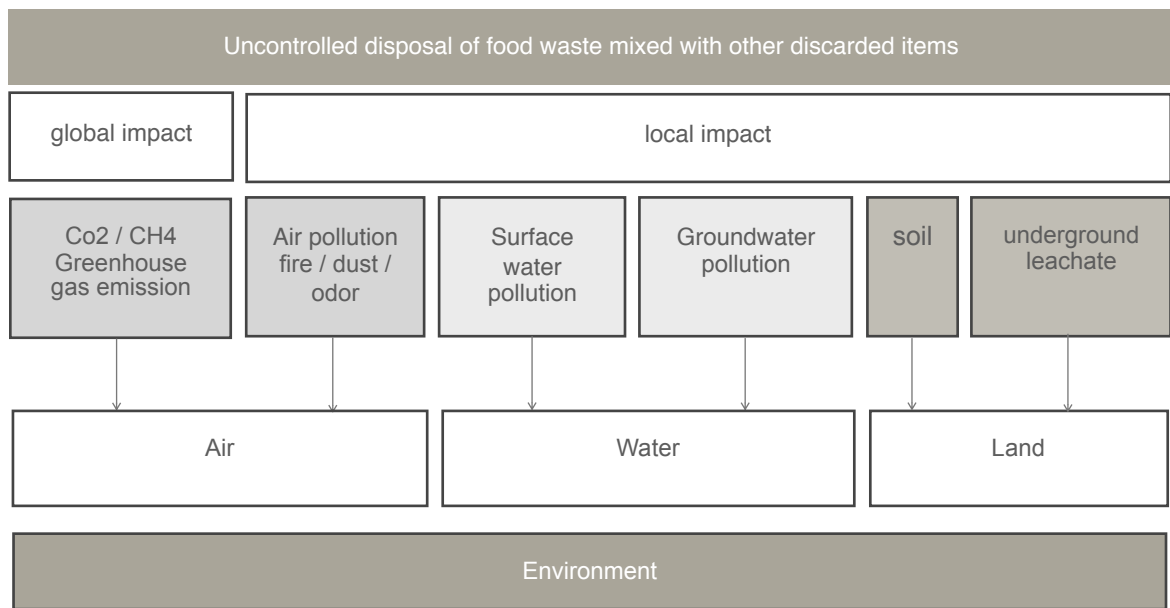 Uncontrolled disposal of food waste mixed with other discarded items
global impact
local impact
Co2 / CH4
Greenhouse
gas emission
Air pollution
fire / dust /
odor
Surface
water
pollution
Groundwater
pollution
soil
underground
leachate
Air
Water
Land
Environment